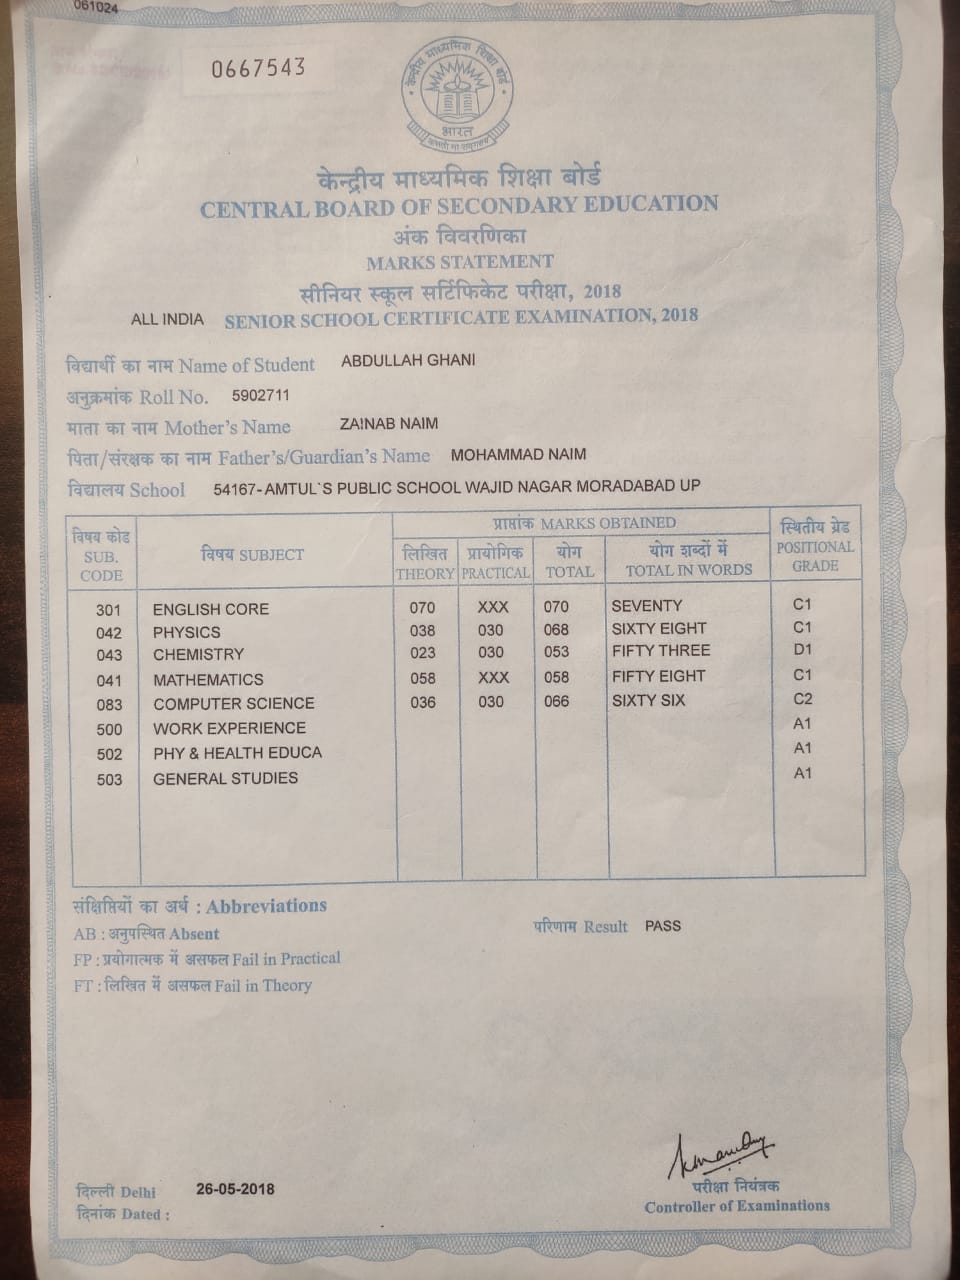 061024
0667543
केन्द्रीय माध्यमिक शिक्षा बोर्ड
भारत
केन्द्रीय माध्यमिक शिक्षा बोर्ड
CENTRAL BOARD OF SECONDARY EDUCATION
अंक विवरणिका
MARKS STATEMENT
सीनियर स्कूल सर्टिफिकेट परीक्षा, 2018
ALL INDIA SENIOR SCHOOL CERTIFICATE EXAMINATION, 2018
विद्यार्थी का नाम Name of Student ABDULLAH GHANI
अनुक्रमांक Roll No. 5902711
माता का नाम Mother's Name ZAINAB NAIM
पिता/संरक्षक का नाम Father's/Guardian's Name MOHAMMAD NAIM
विद्यालय School 54167-AMTUL`S PUBLIC SCHOOL WAJID NAGAR MORADABAD UP
विषय कोड SUB. CODE विषय SUBJECT प्राप्तांक MARKS OBTAINED स्थितीय ग्रेड POSITIONAL GRADE
लिखित THEORY प्रायोगिक PRACTICAL योग TOTAL योग शब्दों में TOTAL IN WORDS
301 ENGLISH CORE 070 XXX 070 SEVENTY C1
042 PHYSICS 038 030 068 SIXTY EIGHT C1
043 CHEMISTRY 023 030 053 FIFTY THREE D1
041 MATHEMATICS 058 XXX 058 FIFTY EIGHT C1
083 COMPUTER SCIENCE 036 030 066 SIXTY SIX C2
500 WORK EXPERIENCE A1
502 PHY & HEALTH EDUCA A1
503 GENERAL STUDIES A1
संक्षिप्तियों का अर्थ : Abbreviations
AB : अनुपस्थित Absent
परिणाम Result PASS
FP : प्रयोगात्मक में असफल Fail in Practical
FT : लिखित में असफल Fail in Theory
दिल्ली Delhi 26-05-2018
दिनांक Dated :
परीक्षा नियंत्रक
Controller of Examinations